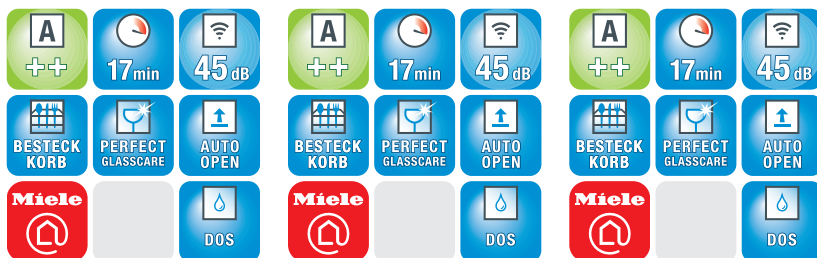 A
++
17min
45 dB
BESTECK
KORB
PERFECT
GLASSCARE
AUTO
OPEN
Miele
DOS
A
++
17min
45 dB
BESTECK
KORB
PERFECT
GLASSCARE
AUTO
OPEN
Miele
DOS
A
++
17min
45 dB
BESTECK
KORB
PERFECT
GLASSCARE
AUTO
OPEN
Miele
DOS